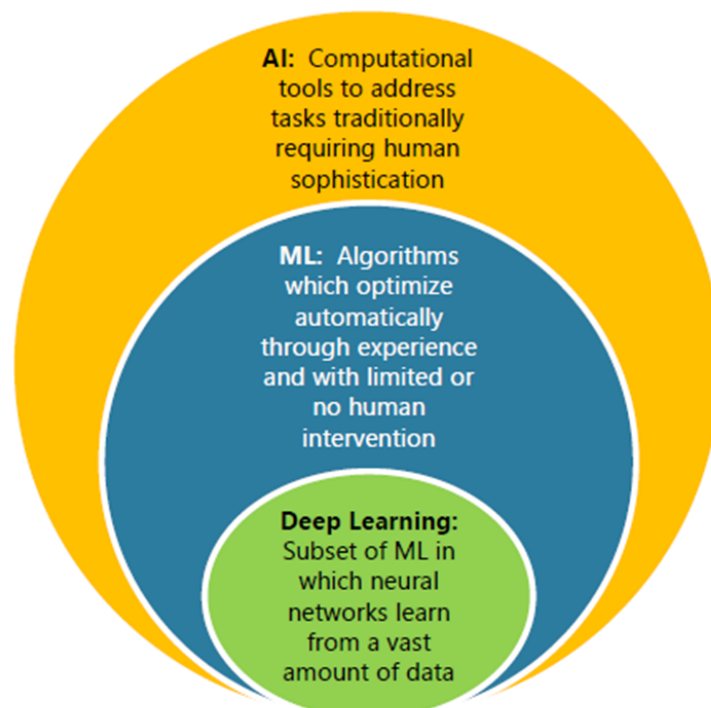 AI: Computational
tools to address
tasks traditionally
requiring human
sophistication
ML: Algorithms
which optimize
automatically
through experience
and with limited or
no human
intervention
Deep Learning:
Subset of ML in
which neural
networks learn
from a vast
amount of data